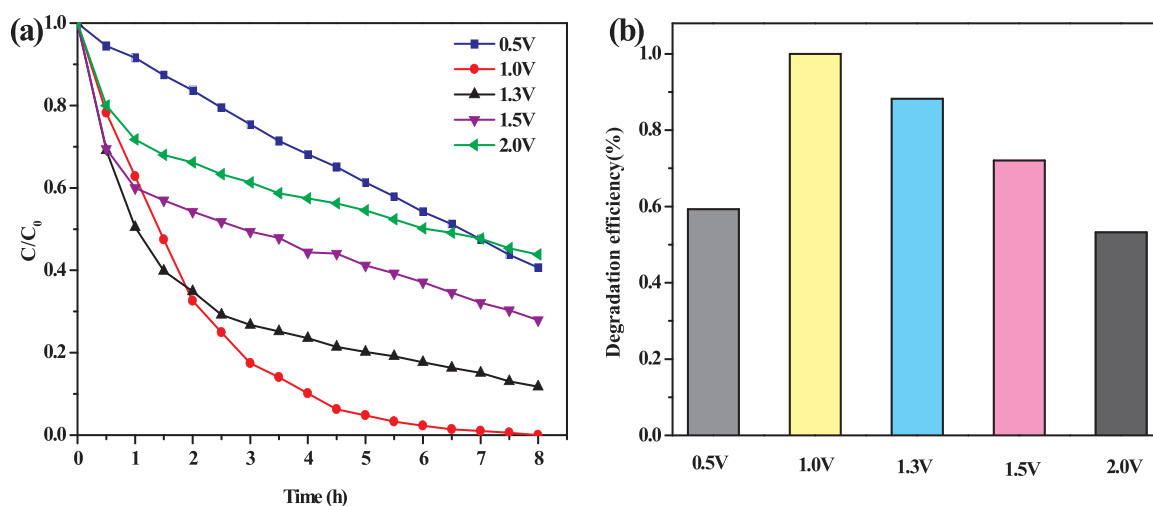 (a)
1.0
0.8
0.6
0.4
0.2
0.0
C/C0
0 1 2 3 4 5 6 7 8
Time (h)
0.5V
1.0V
1.3V
1.5V
2.0V
(b)
1.0
0.8
0.6
0.4
0.2
0.0
Degradation efficiency(%)
0.5V 1.0V 1.3V 1.5V 2.0V